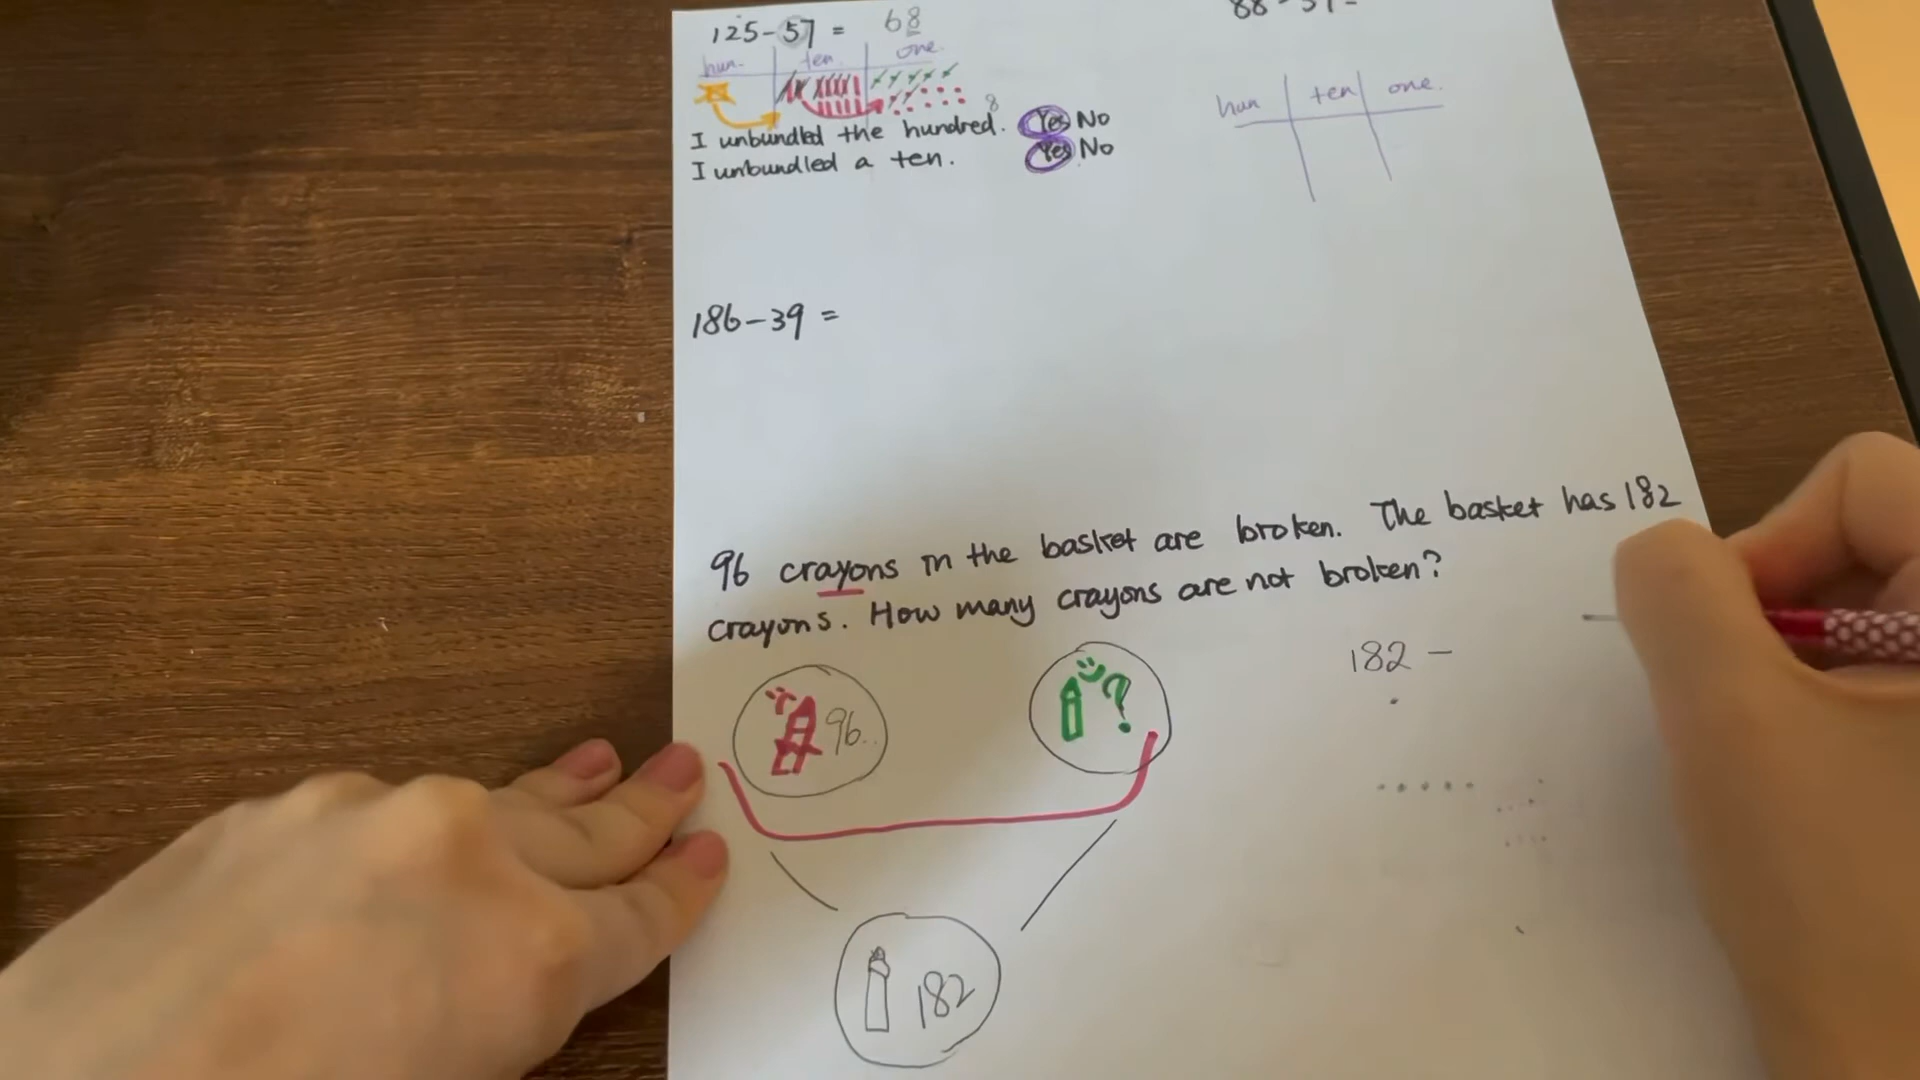 125-57 = 68
hun. ten. one.
8
I unbundled the hundred. Yes No
I unbundled a ten. Yes No
hun ten one.
186-39 =
96 crayons in the basket are broken. The basket has 182
crayons. How many crayons are not broken?
182 -
96..
?
182